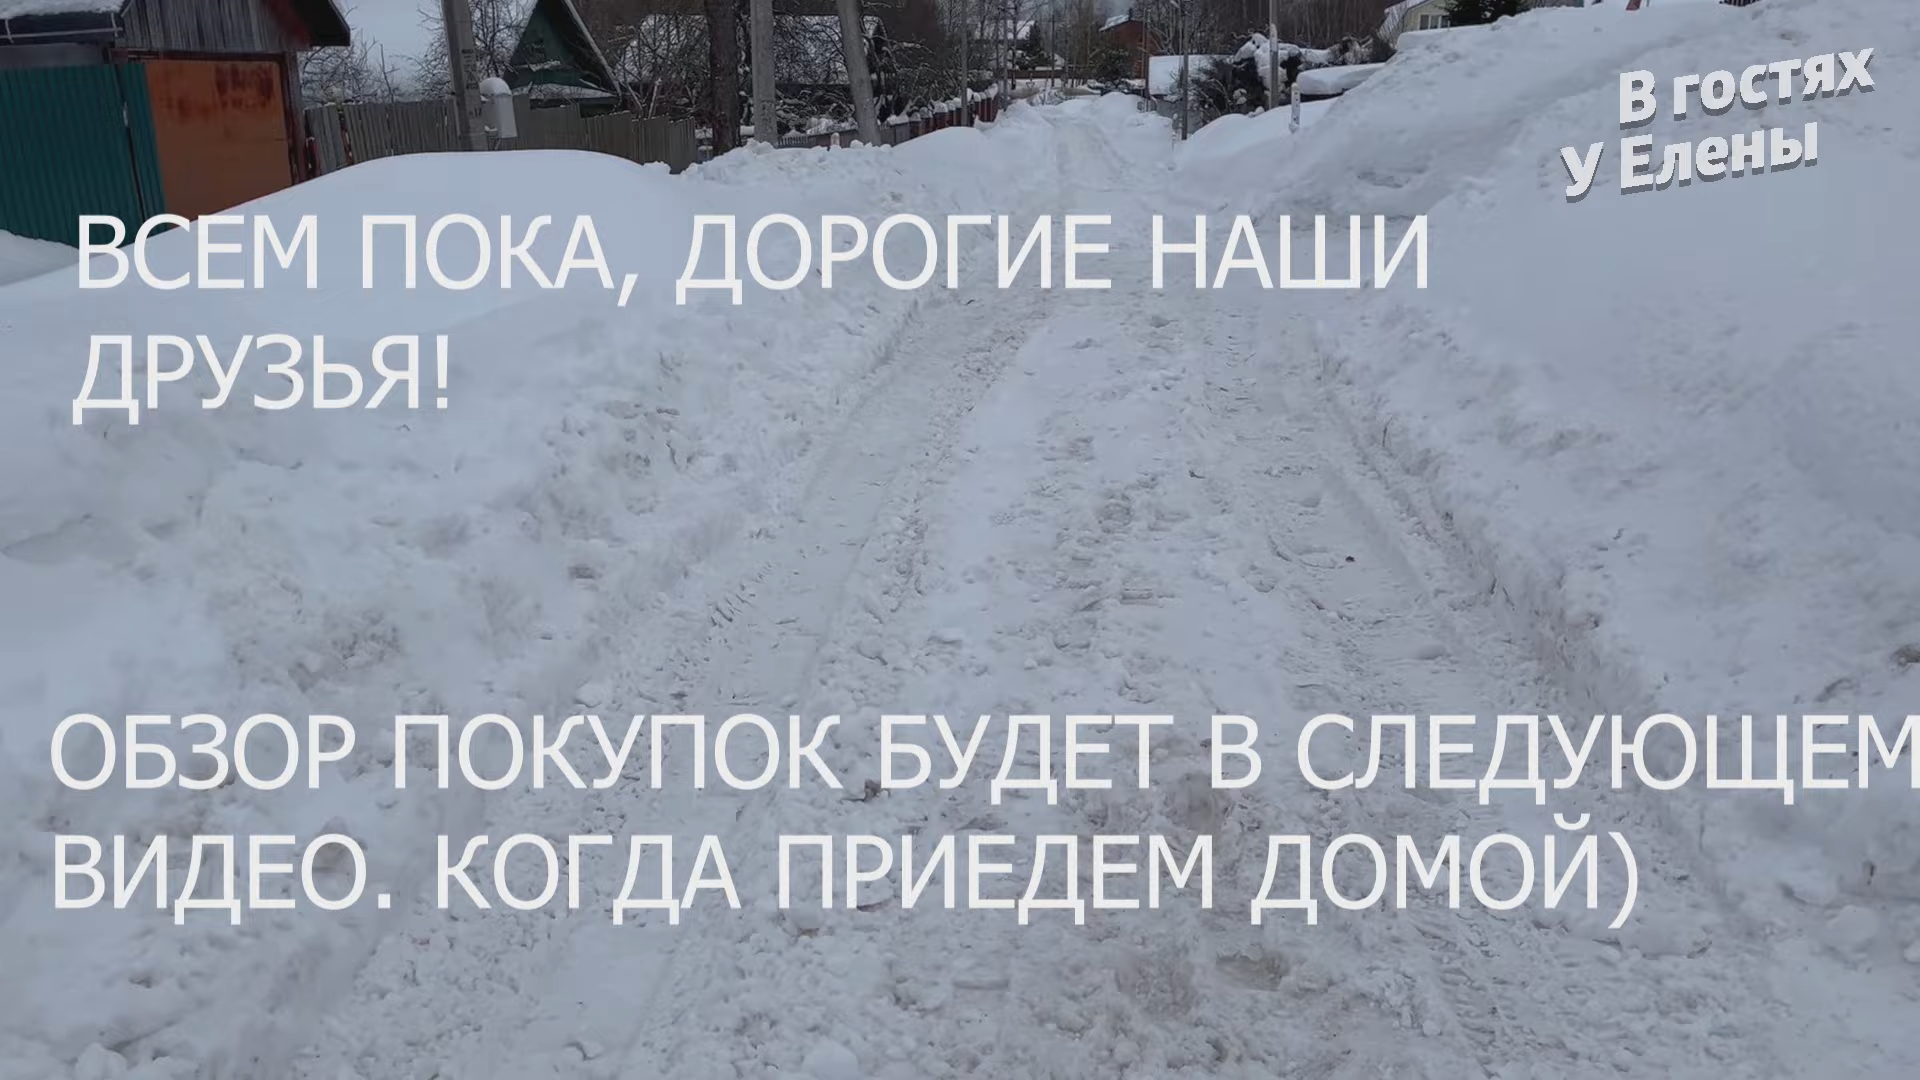 В гостях
у Елены
ВСЕМ ПОКА, ДОРОГИЕ НАШИ
ДРУЗЬЯ!
ОБЗОР ПОКУПОК БУДЕТ В СЛЕДУЮЩЕМ
ВИДЕО. КОГДА ПРИЕДЕМ ДОМОЙ)